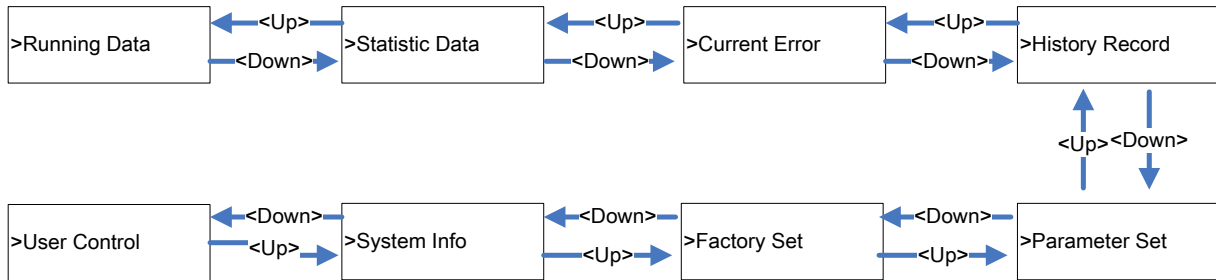 <Up> <Up> <Up>
>Running Data >Statistic Data >Current Error >History Record
<Down> <Down> <Down>
<Up> <Down>
<Down> <Down> <Down>
>User Control >System Info >Factory Set >Parameter Set
<Up> <Up> <Up>